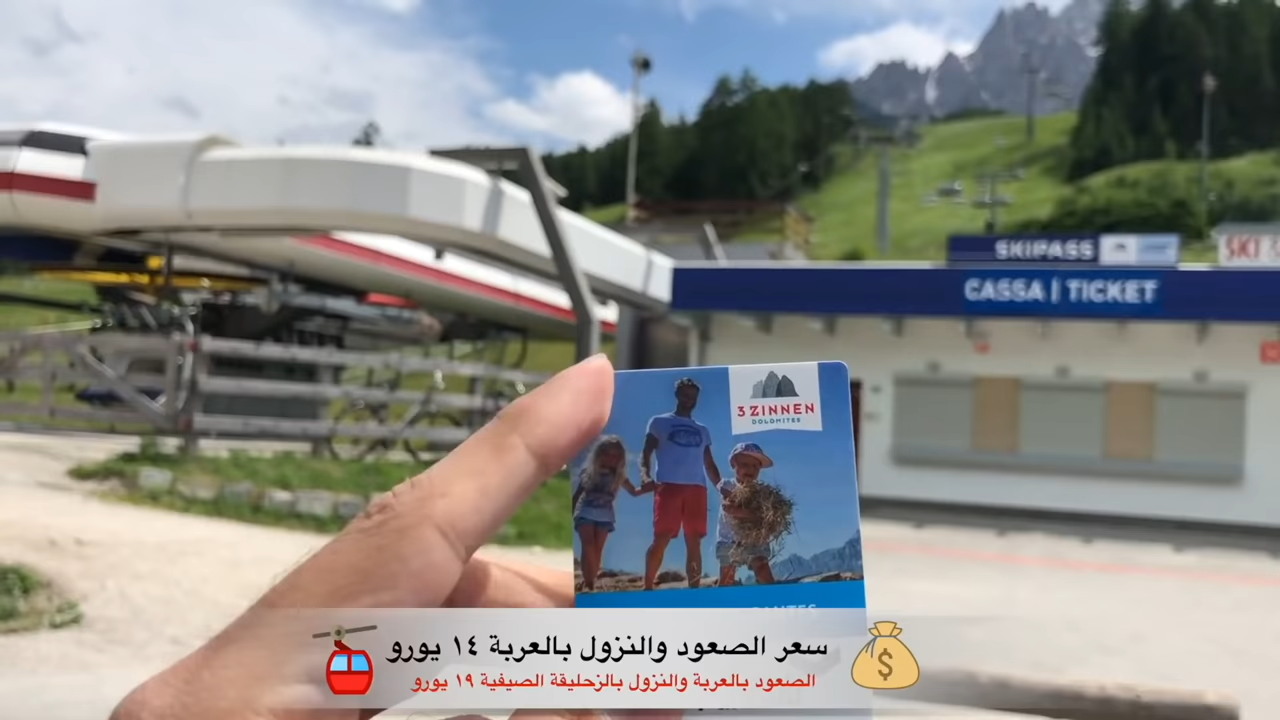 SKIPASS
SKI
CASSA | TICKET
3 ZINNEN
DOLOMITES
سعر الصعود والنزول بالعربة ١٤ يورو
الصعود بالعربة والنزول بالزحليقة الصيفية ١٩ يورو